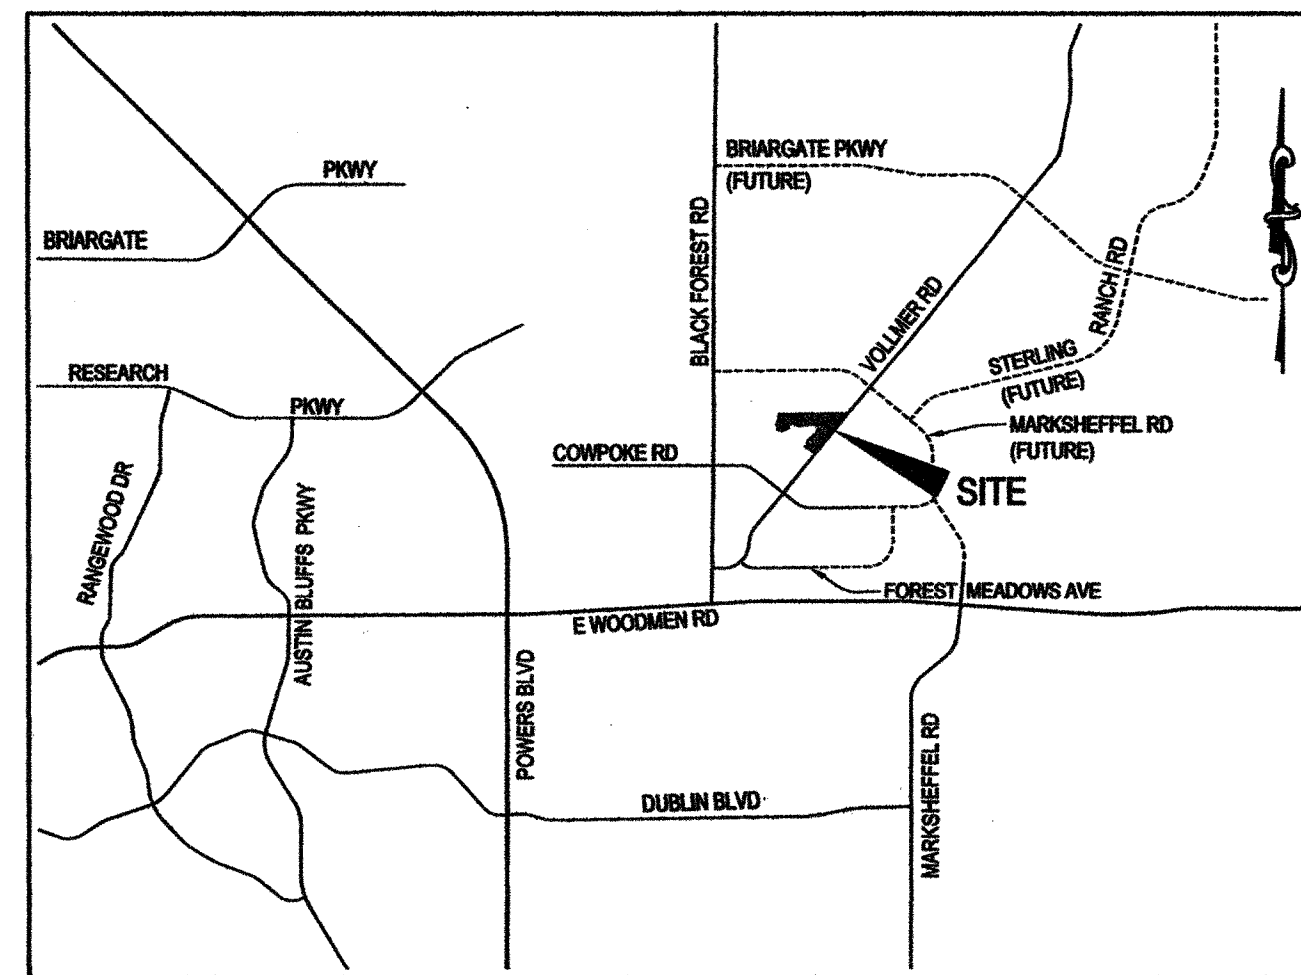 BRIARGATE PKWY
(FUTURE)
PKWY
BRIARGATE
BLACK FOREST RD
VOLLMER RD
RANCH RD
STERLING
(FUTURE)
RESEARCH
PKWY
MARKSHEFFEL RD
(FUTURE)
COWPOKE RD
SITE
RANGEWOOD DR
AUSTIN BLUFFS PKWY
FOREST MEADOWS AVE
E WOODMEN RD
POWERS BLVD
MARKSHEFFEL RD
DUBLIN BLVD